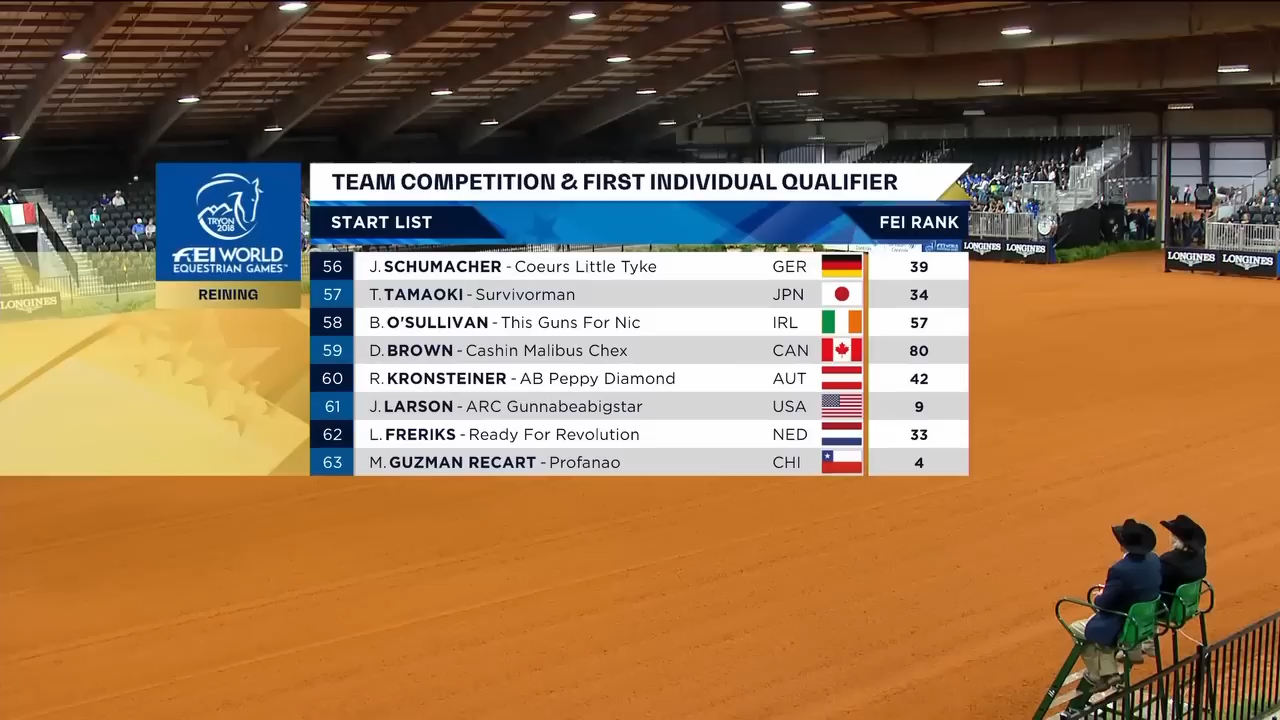 TEAM COMPETITION & FIRST INDIVIDUAL QUALIFIER
START LIST FEI RANK
TRYON
2018
FEI WORLD
EQUESTRIAN GAMES™
REINING
56 J. SCHUMACHER - Coeurs Little Tyke GER 39
57 T. TAMAOKI - Survivorman JPN 34
58 B. O'SULLIVAN - This Guns For Nic IRL 57
59 D. BROWN - Cashin Malibus Chex CAN 80
60 R. KRONSTEINER - AB Peppy Diamond AUT 42
61 J. LARSON - ARC Gunnabeabigstar USA 9
62 L. FRERIKS - Ready For Revolution NED 33
63 M. GUZMAN RECART - Profanao CHI 4
LONGINES LONGINES
LONGINES LONGINES
LONGINES